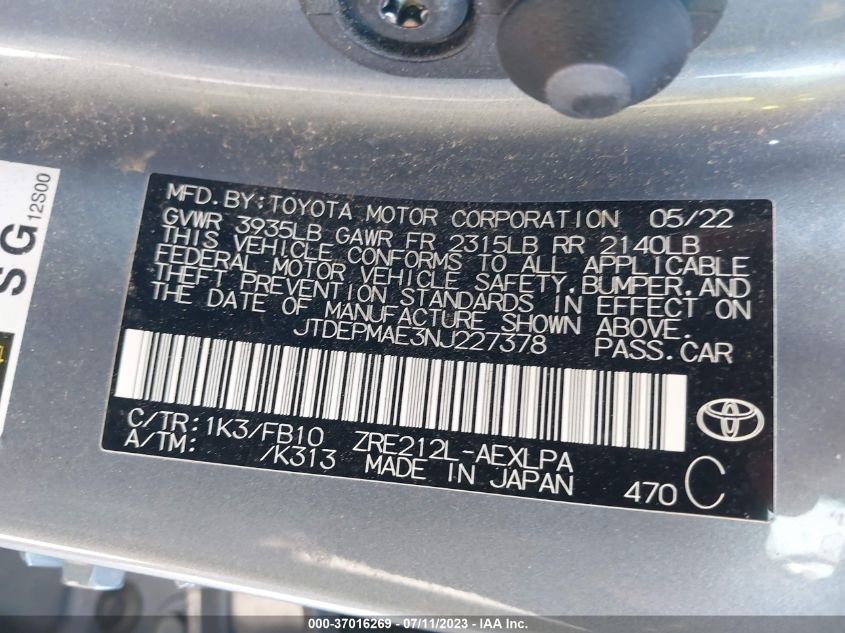 MFD. BY: TOYOTA MOTOR CORPORATION 05/22
GVWR 3935LB GAWR FR 2315LB RR 2140LB
THIS VEHICLE CONFORMS TO ALL APPLICABLE
FEDERAL MOTOR VEHICLE SAFETY, BUMPER, AND
THEFT PREVENTION STANDARDS IN EFFECT ON
THE DATE OF MANUFACTURE SHOWN ABOVE.
JTDEPMAE3NJ227378 PASS. CAR
C/TR: 1K3/FB10 ZRE212L-AEXLPA
A/TM: /K313 MADE IN JAPAN
470 C
SG
12S00
000-37016269 - 07/11/2023 - Copyright © IAA, Inc.